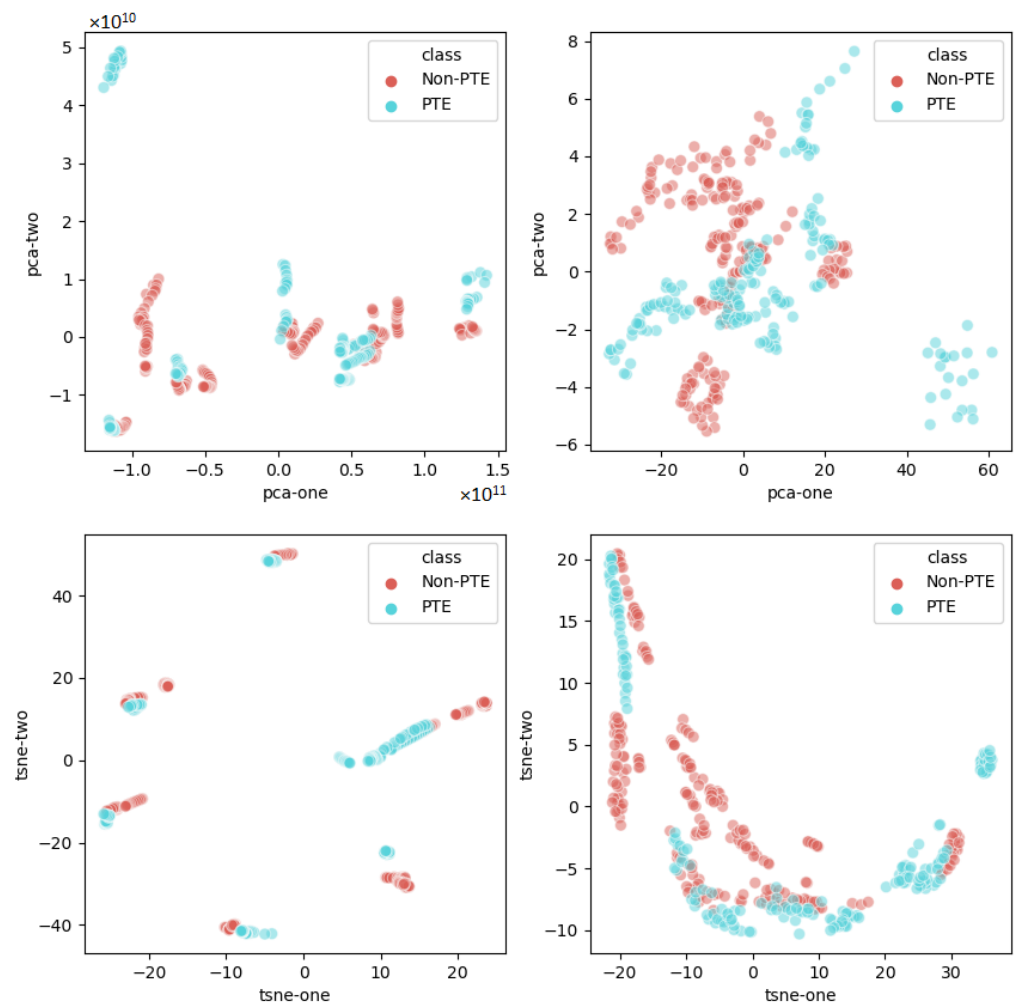 ×10¹⁰
5
4
3
2
1
0
−1
pca-two
class
Non-PTE
PTE
−1.0 −0.5 0.0 0.5 1.0 1.5
pca-one
×10¹¹
8
6
4
2
0
−2
−4
−6
pca-two
class
Non-PTE
PTE
−20 0 20 40 60
pca-one
40
20
0
−20
−40
tsne-two
class
Non-PTE
PTE
−20 −10 0 10 20
tsne-one
20
15
10
5
0
−5
−10
tsne-two
class
Non-PTE
PTE
−20 −10 0 10 20 30
tsne-one